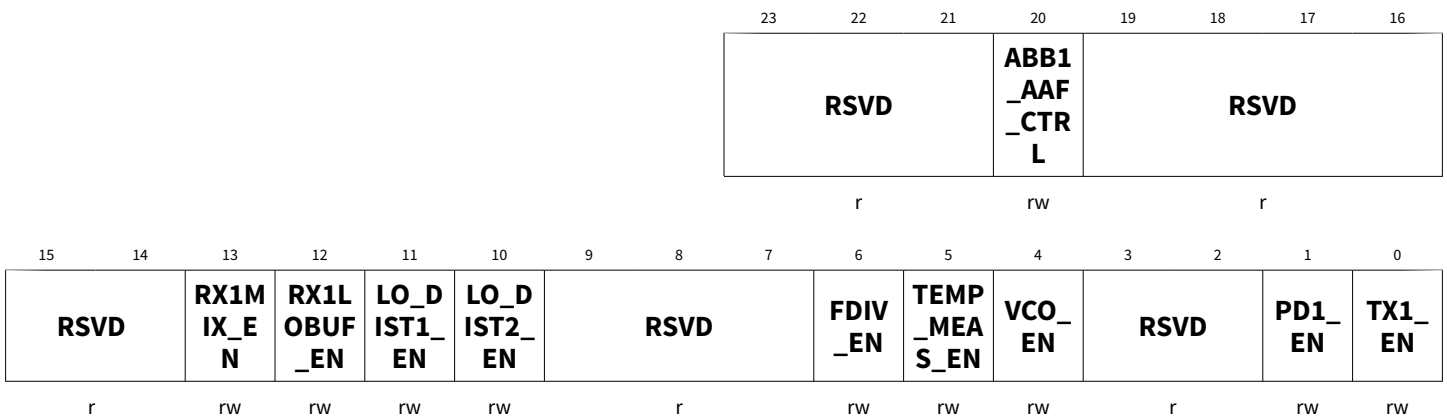 23 22 21 20 19 18 17 16
RSVD ABB1 _AAF _CTR L RSVD
r rw r
15 14 13 12 11 10 9 8 7 6 5 4 3 2 1 0
RSVD RX1M IX_E N RX1L OBUF _EN LO_D IST1_ EN LO_D IST2_ EN RSVD FDIV _EN TEMP _MEA S_EN VCO_ EN RSVD PD1_ EN TX1_ EN
r rw rw rw rw r rw rw rw r rw rw